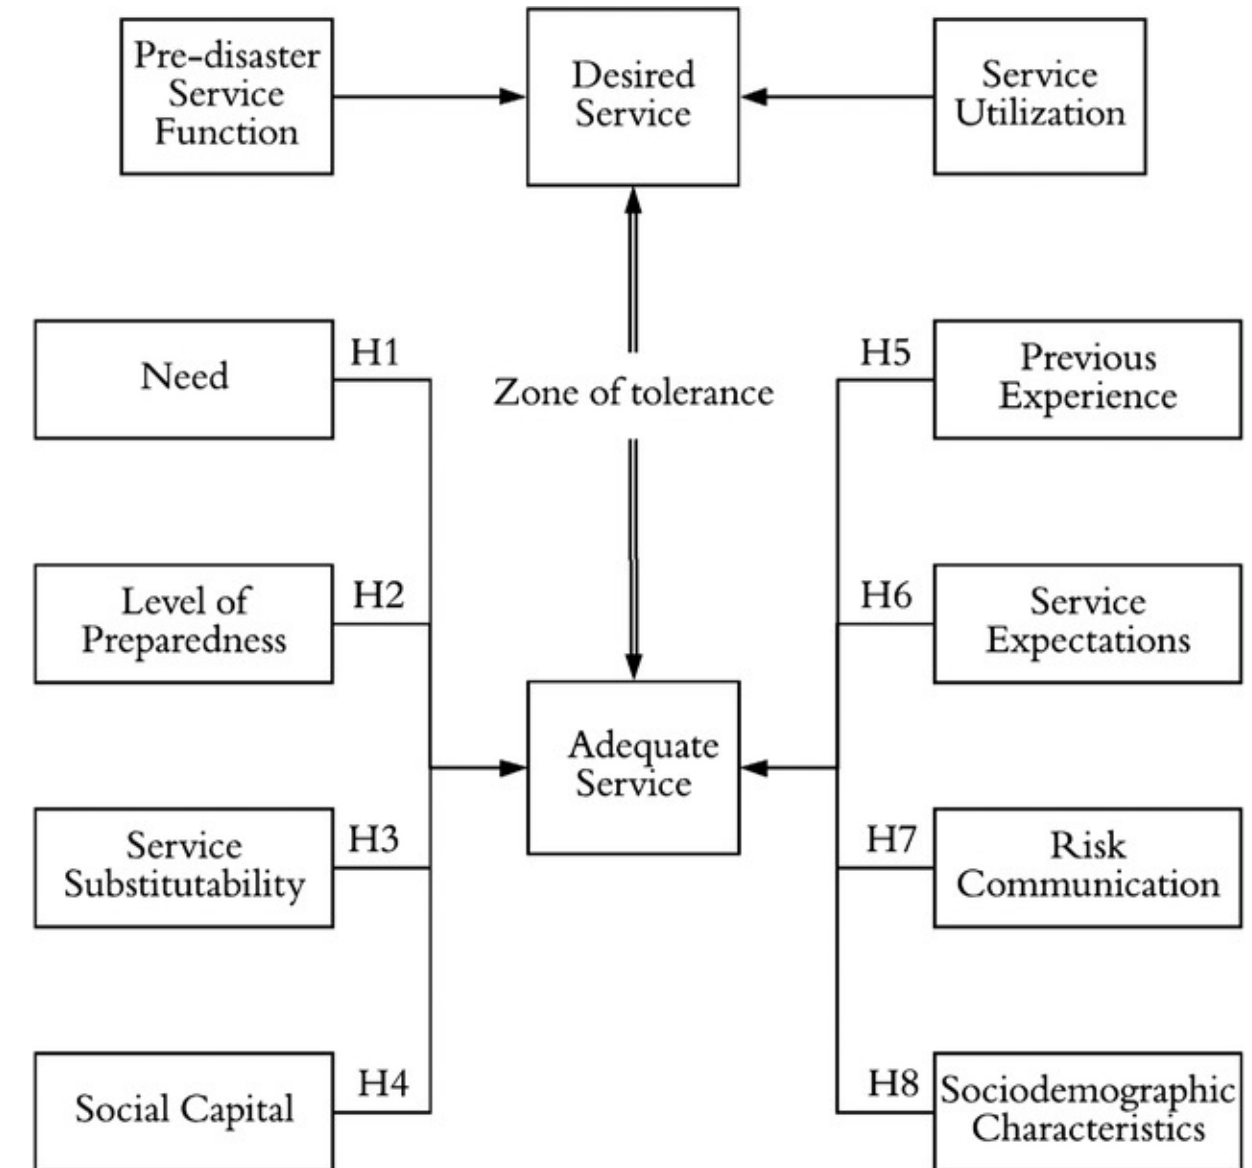 Pre-disaster
Service
Function
Desired
Service
Service
Utilization
Need
H1
Zone of tolerance
H5
Previous
Experience
Level of
Preparedness
H2
H6
Service
Expectations
Adequate
Service
Service
Substitutability
H3
H7
Risk
Communication
Social Capital
H4
H8
Sociodemographic
Characteristics